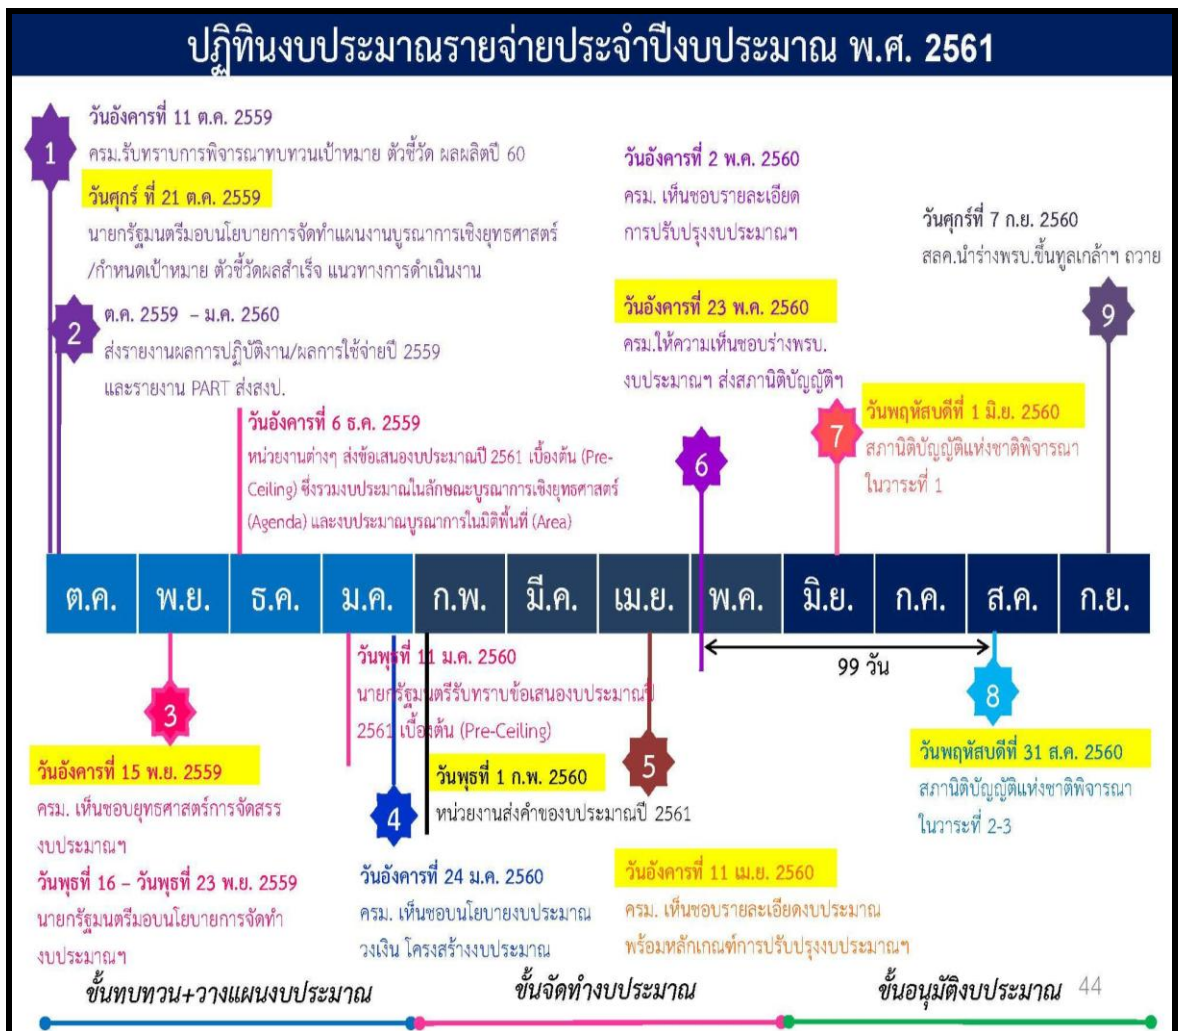 ปฏิทินงบประมาณรายจ่ายประจำปีงบประมาณ พ.ศ. 2561
1
วันอังคารที่ 11 ต.ค. 2559
ครม.รับทราบการพิจารณาทบทวนเป้าหมาย ตัวชี้วัด ผลผลิตปี 60
วันศุกร์ ที่ 21 ต.ค. 2559
นายกรัฐมนตรีมอบนโยบายการจัดทำแผนงานบูรณาการเชิงยุทธศาสตร์
/กำหนดเป้าหมาย ตัวชี้วัดผลสำเร็จ แนวทางการดำเนินงาน
2
ต.ค. 2559 – ม.ค. 2560
ส่งรายงานผลการปฏิบัติงาน/ผลการใช้จ่ายปี 2559
และรายงาน PART ส่งสงป.
วันอังคารที่ 6 ธ.ค. 2559
หน่วยงานต่างๆ ส่งข้อเสนองบประมาณปี 2561 เบื้องต้น (Pre-
Ceiling) ซึ่งรวมงบประมาณในลักษณะบูรณาการเชิงยุทธศาสตร์
(Agenda) และงบประมาณบูรณาการในมิติพื้นที่ (Area)
วันอังคารที่ 2 พ.ค. 2560
ครม. เห็นชอบรายละเอียด
การปรับปรุงงบประมาณฯ
วันอังคารที่ 23 พ.ค. 2560
ครม.ให้ความเห็นชอบร่างพรบ.
งบประมาณฯ ส่งสภานิติบัญญัติฯ
6
7
วันพฤหัสบดีที่ 1 มิ.ย. 2560
สภานิติบัญญัติแห่งชาติพิจารณา
ในวาระที่ 1
วันศุกร์ที่ 7 ก.ย. 2560
สลค.นำร่างพรบ.ขึ้นทูลเกล้าฯ ถวาย
9
ต.ค. พ.ย. ธ.ค. ม.ค. ก.พ. มี.ค. เม.ย. พ.ค. มิ.ย. ก.ค. ส.ค. ก.ย.
99 วัน
3
วันอังคารที่ 15 พ.ย. 2559
ครม. เห็นชอบยุทธศาสตร์การจัดสรร
งบประมาณฯ
วันพุธที่ 16 – วันพุธที่ 23 พ.ย. 2559
นายกรัฐมนตรีมอบนโยบายการจัดทำ
งบประมาณฯ
วันพุธที่ 11 ม.ค. 2560
นายกรัฐมนตรีรับทราบข้อเสนองบประมาณปี
2561 เบื้องต้น (Pre-Ceiling)
4
วันอังคารที่ 24 ม.ค. 2560
ครม. เห็นชอบนโยบายงบประมาณ
วงเงิน โครงสร้างงบประมาณ
วันพุธที่ 1 ก.พ. 2560
หน่วยงานส่งคำของบประมาณปี 2561
5
วันอังคารที่ 11 เม.ย. 2560
ครม. เห็นชอบรายละเอียดงบประมาณ
พร้อมหลักเกณฑ์การปรับปรุงงบประมาณฯ
8
วันพฤหัสบดีที่ 31 ส.ค. 2560
สภานิติบัญญัติแห่งชาติพิจารณา
ในวาระที่ 2-3
ขั้นทบทวน+วางแผนงบประมาณ
ขั้นจัดทำงบประมาณ
ขั้นอนุมัติงบประมาณ
44